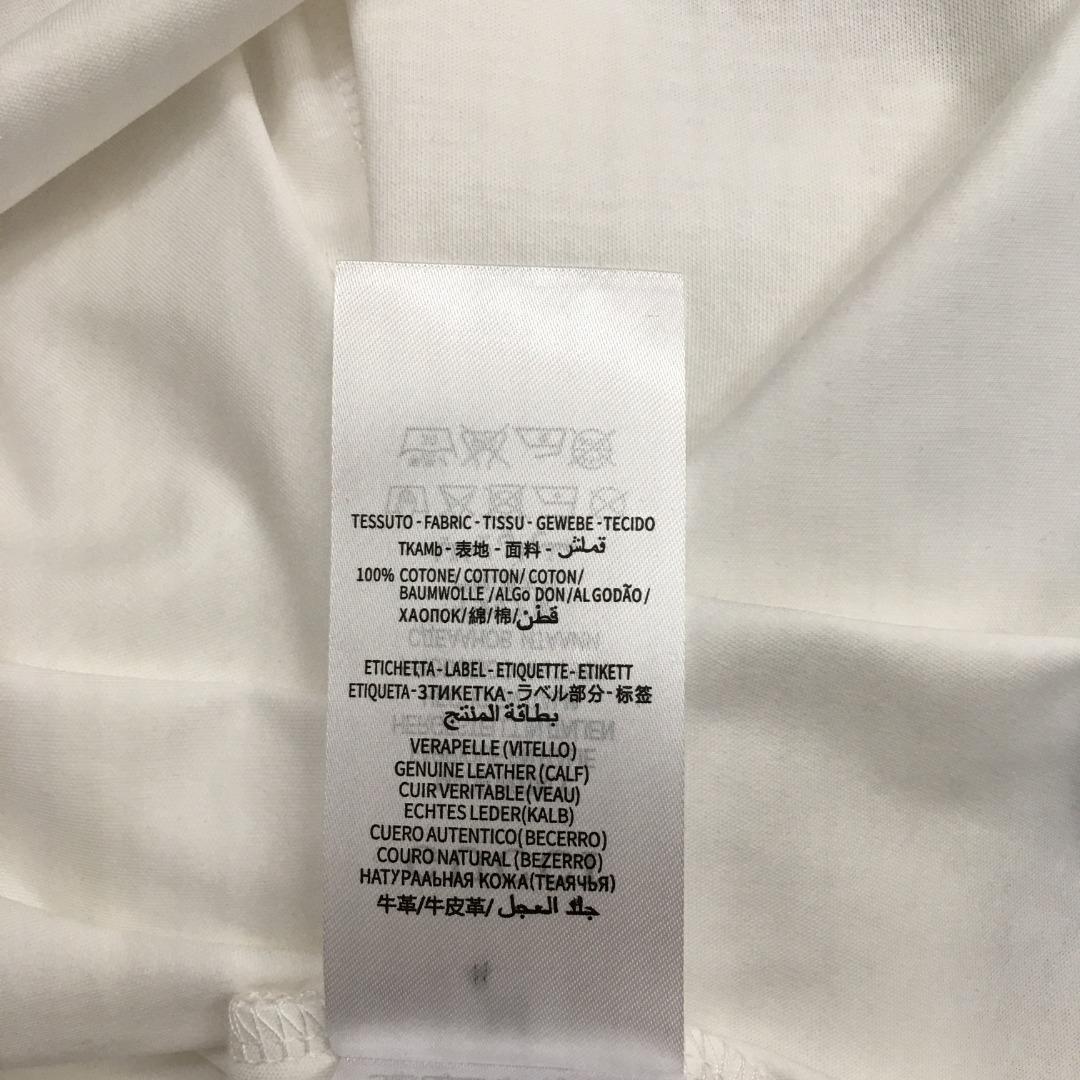 TESSUTO - FABRIC - TISSU - GEWEBE - TECIDO
TKAMb - 表地 - 面料 - قماش
100% COTONE/ COTTON/ COTON/
BAUMWOLLE /ALGo DON/AL GODÃO/
XAOПOK/綿/棉/قطن
ETICHETTA - LABEL - ETIQUETTE - ETIKETT
ETIQUETA - ЗTИKETKA - ラベル部分 - 标签
بطاقة المنتج
VERAPELLE (VITELLO)
GENUINE LEATHER (CALF)
CUIR VERITABLE (VEAU)
ECHTES LEDER(KALB)
CUERO AUTENTICO( BECERRO)
COURO NATURAL (BEZERRO)
HATYPAAЬHAЯ KOЖA(TEAЯЧЬЯ)
牛革/牛皮革/ جلد العجل